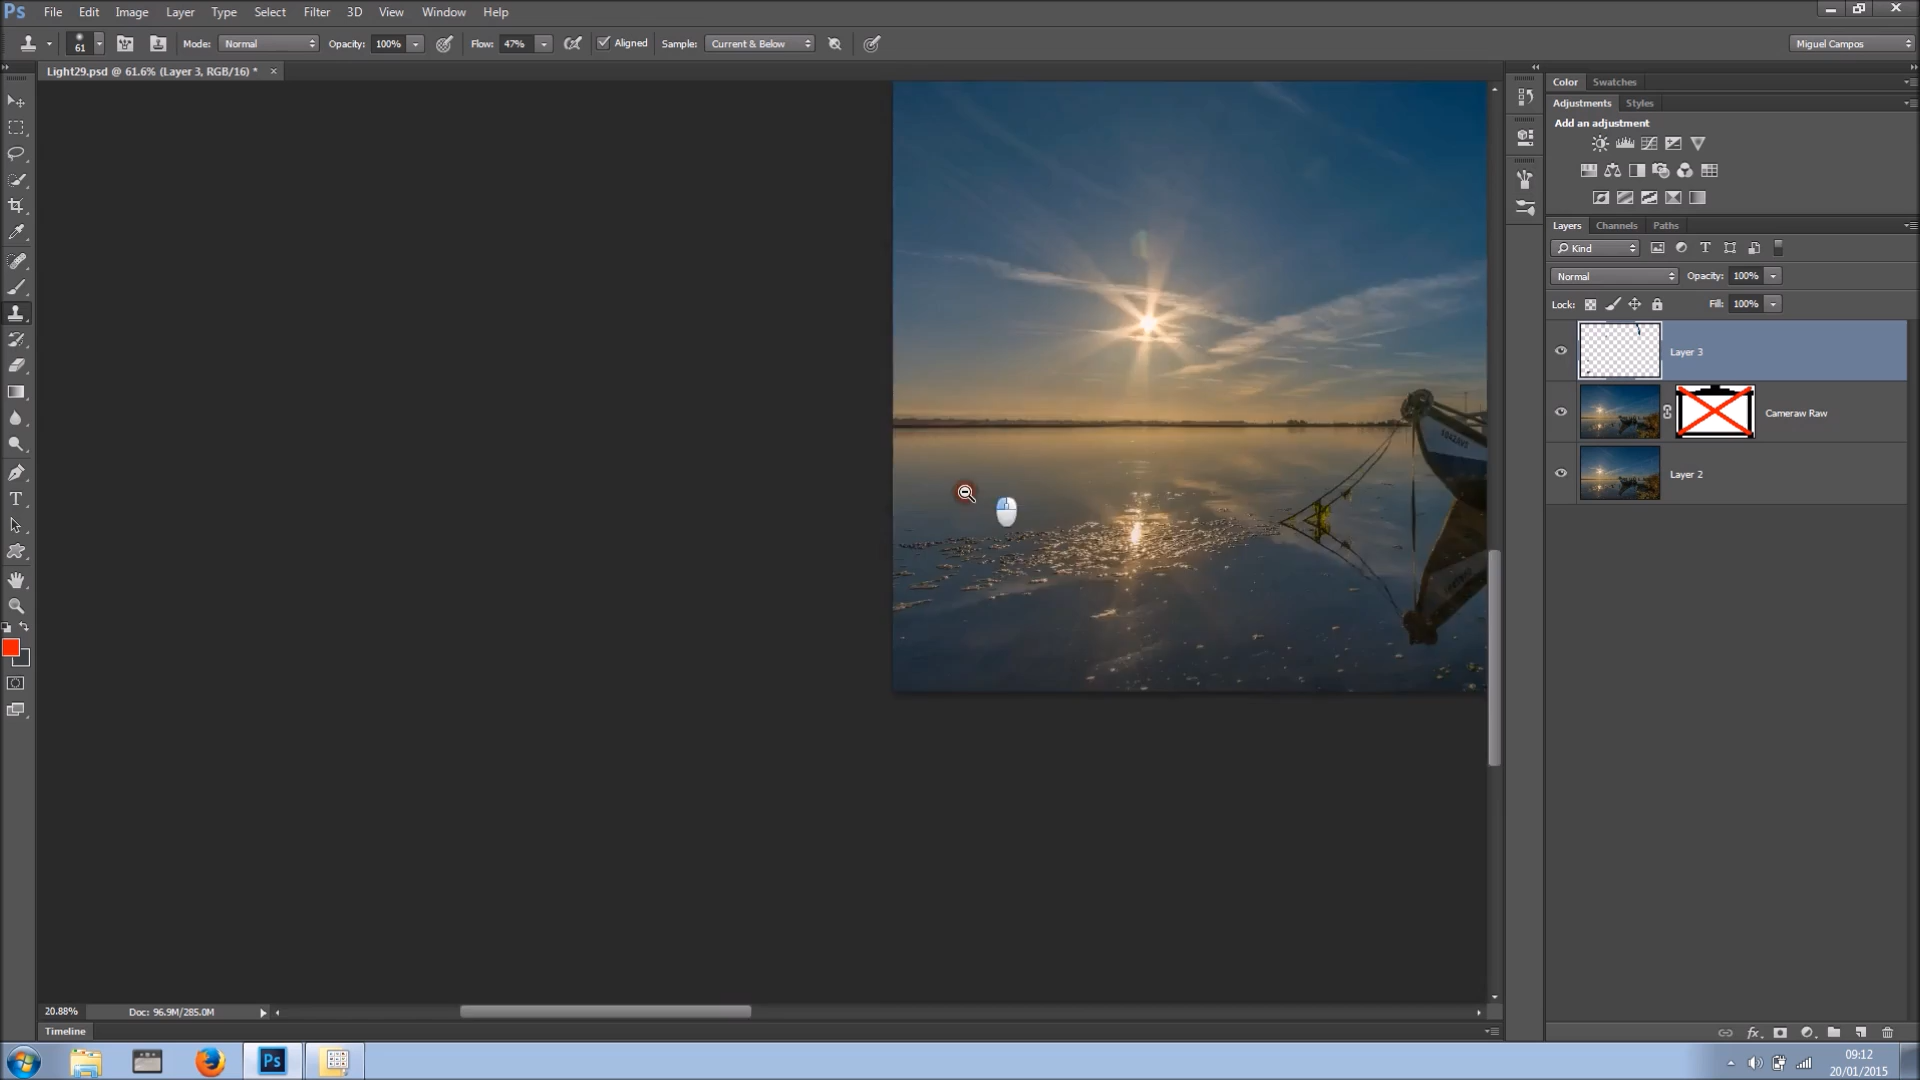 Ps File Edit Image Layer Type Select Filter 3D View Window Help
61 Mode: Normal Opacity: 100% Flow: 47% Aligned Sample: Current & Below Miguel Campos
Light29.psd @ 61.6% (Layer 3, RGB/16) * ×
Color Swatches
Adjustments Styles
Add an adjustment
Layers Channels Paths
Kind
Normal Opacity: 100%
Lock: Fill: 100%
Layer 3
Cameraw Raw
Layer 2
T
20.88% Doc: 96.9M/285.0M
Timeline
Ps
09:12
20/01/2015